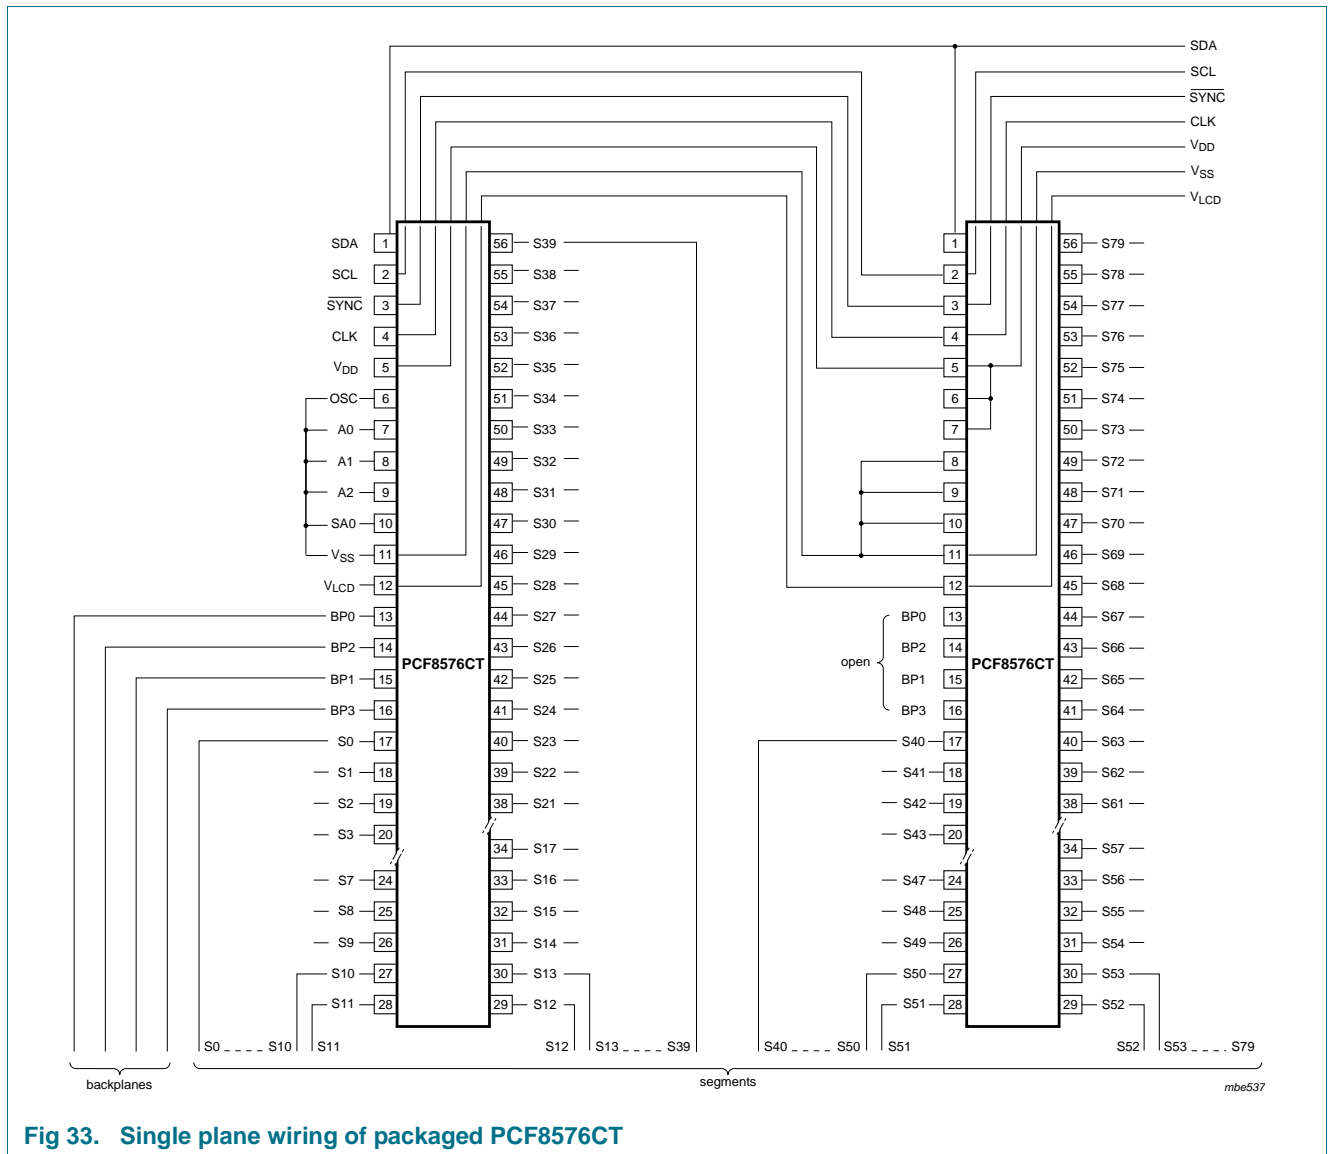 SDA
SCL
SYNC
CLK
VDD
VSS
VLCD
SDA 1 56 S39 1 56 S79
SCL 2 55 S38 2 55 S78
SYNC 3 54 S37 3 54 S77
CLK 4 53 S36 4 53 S76
VDD 5 52 S35 5 52 S75
OSC 6 51 S34 6 51 S74
A0 7 50 S33 7 50 S73
A1 8 49 S32 8 49 S72
A2 9 48 S31 9 48 S71
SA0 10 47 S30 10 47 S70
VSS 11 46 S29 11 46 S69
VLCD 12 45 S28 12 45 S68
BP0 13 44 S27 BP0 13 44 S67
BP2 14 43 S26 BP2 14 43 S66
PCF8576CT open PCF8576CT
BP1 15 42 S25 BP1 15 42 S65
BP3 16 41 S24 BP3 16 41 S64
S0 17 40 S23 S40 17 40 S63
S1 18 39 S22 S41 18 39 S62
S2 19 38 S21 S42 19 38 S61
S3 20 S43 20
34 S17 34 S57
S7 24 33 S16 S47 24 33 S56
S8 25 32 S15 S48 25 32 S55
S9 26 31 S14 S49 26 31 S54
S10 27 30 S13 S50 27 30 S53
S11 28 29 S12 S51 28 29 S52
S0 S10 S11 S12 S13 S39 S40 S50 S51 S52 S53 S79
backplanes segments
mbe537
Fig 33. Single plane wiring of packaged PCF8576CT